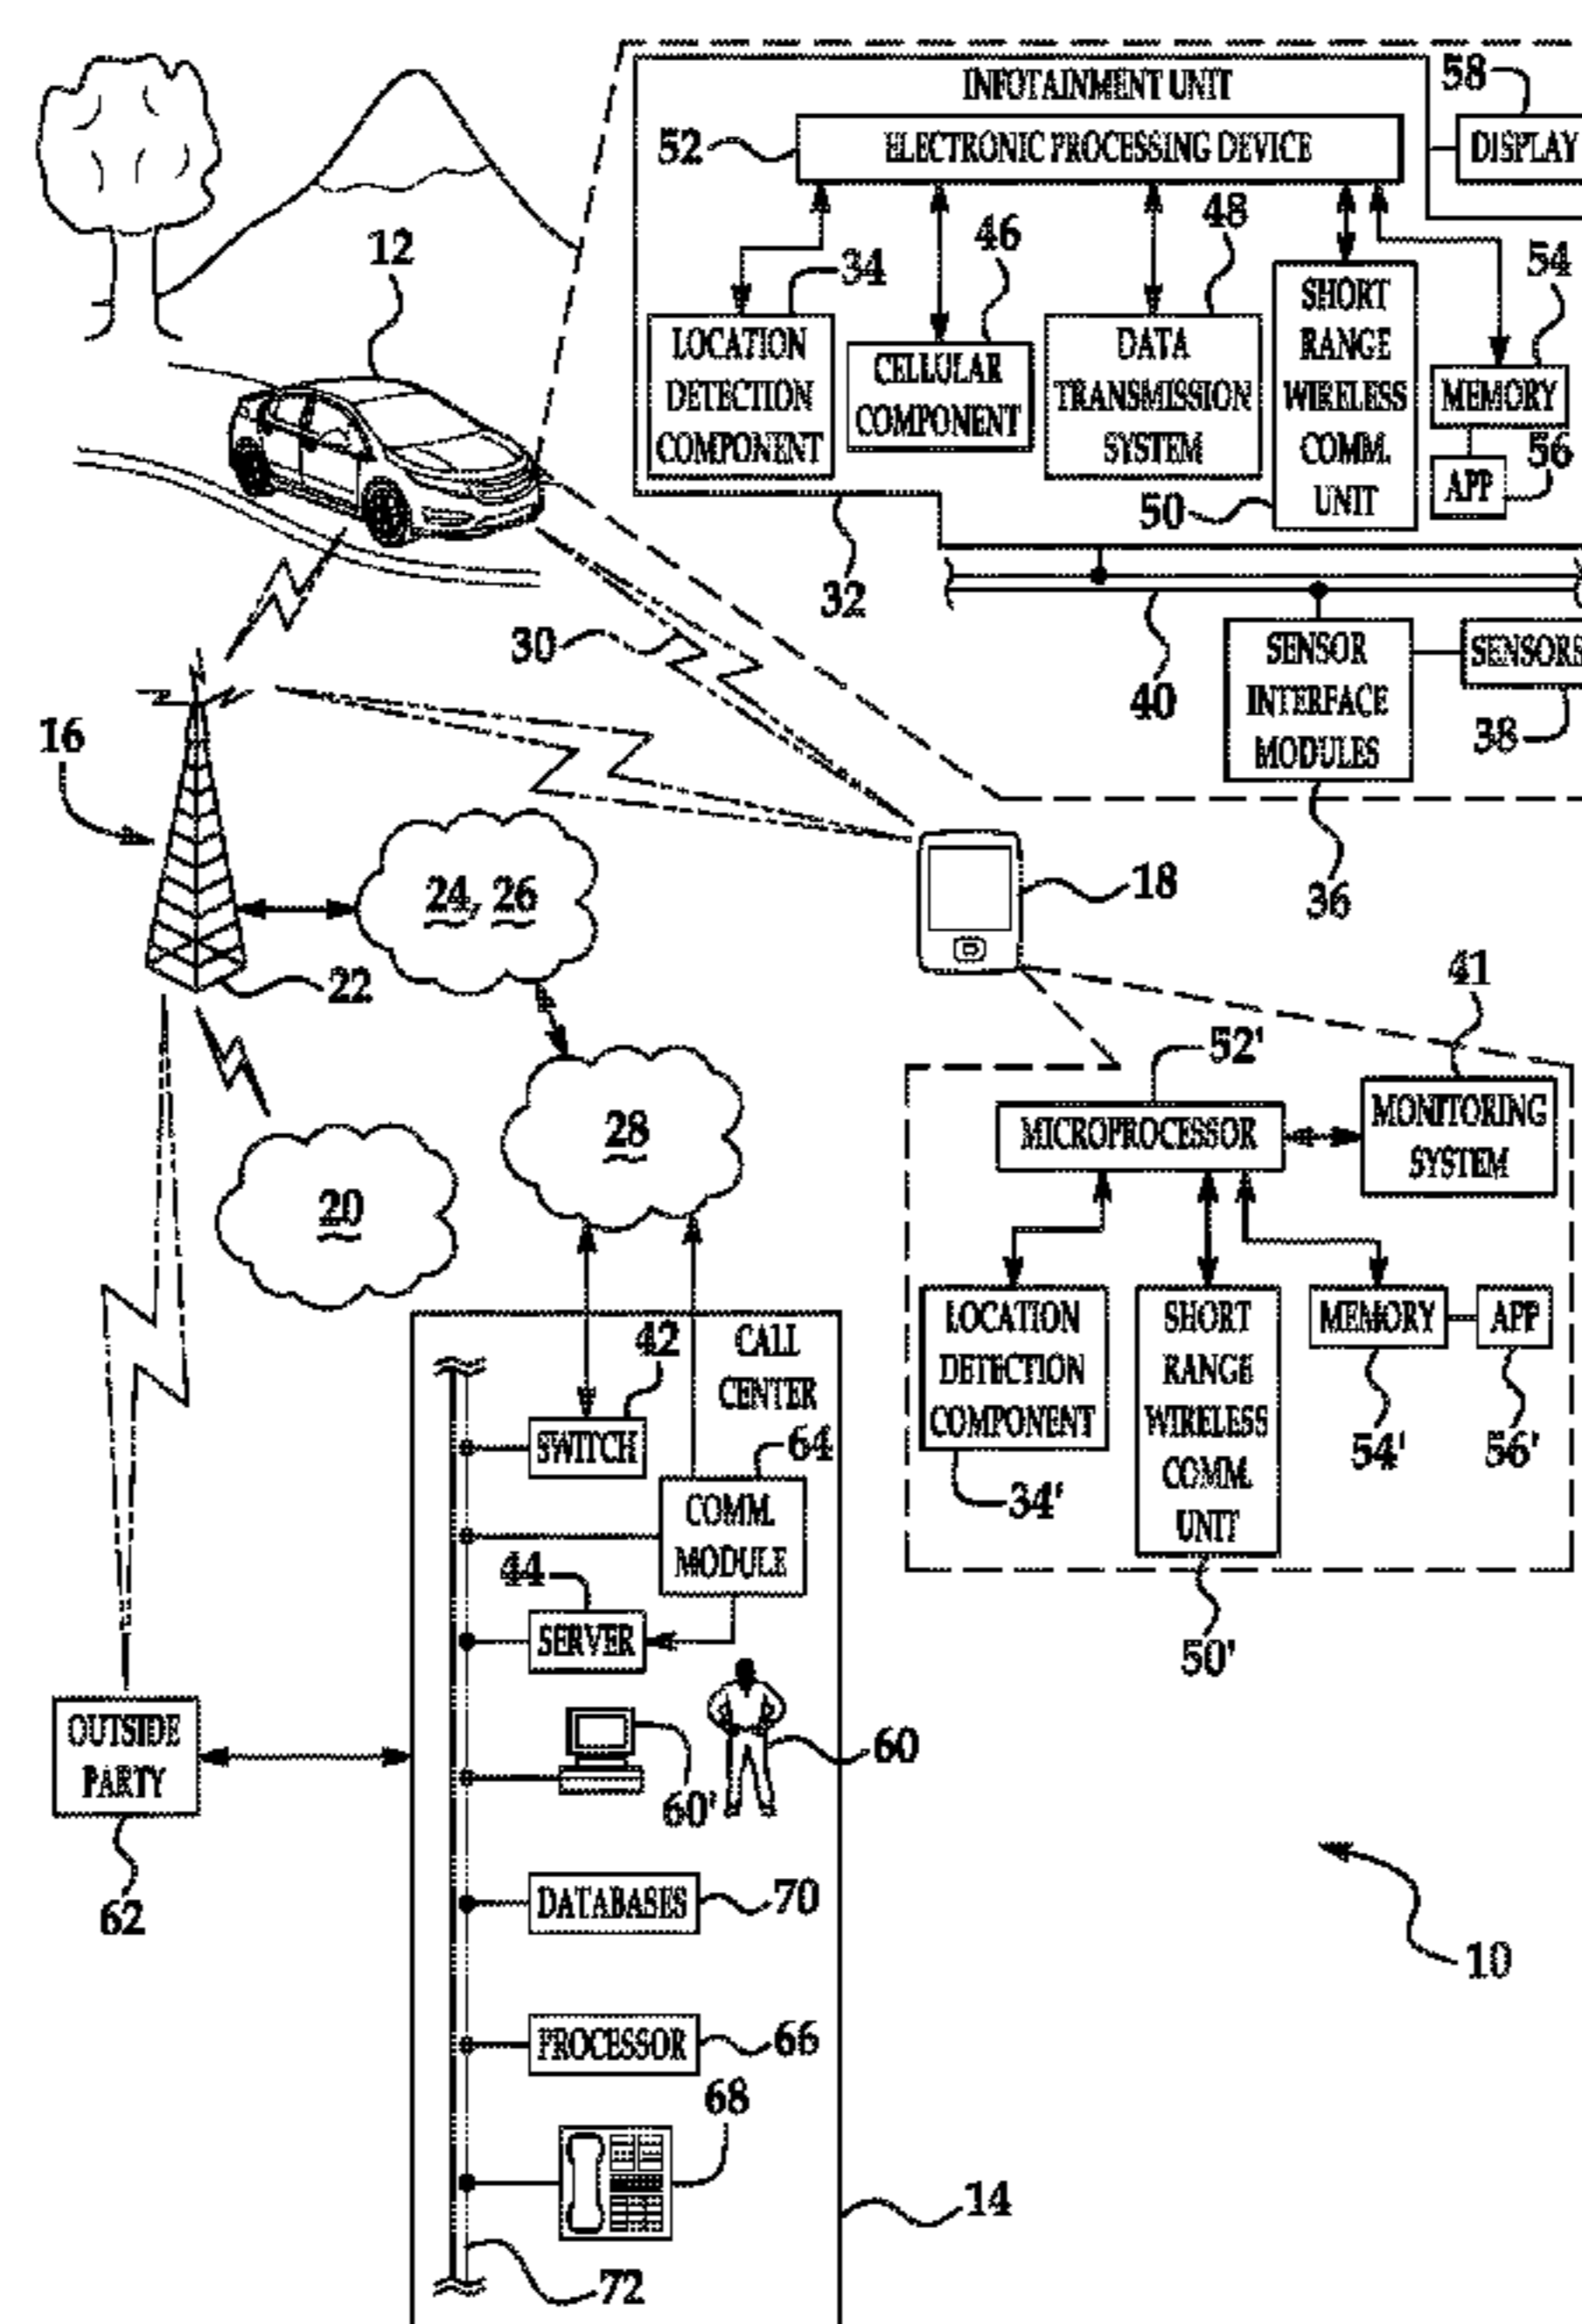 INFOTAINMENT UNIT
58
52
ELECTRONIC PROCESSING DEVICE
DISPLAY
12
34
46
48
54
LOCATION
DETECTION
COMPONENT
CELLULAR
COMPONENT
DATA
TRANSMISSION
SYSTEM
SHORT
RANGE
WIRELESS
COMM.
UNIT
MEMORY
56
APP
50
32
30
40
SENSOR
INTERFACE
MODULES
SENSORS
38
36
16
24, 26
18
22
41
52'
28
MICROPROCESSOR
MONITORING
SYSTEM
20
LOCATION
DETECTION
COMPONENT
SHORT
RANGE
WIRELESS
COMM.
UNIT
MEMORY
APP
54'
56'
34'
50'
42
CALL
CENTER
SWITCH
64
COMM.
MODULE
44
SERVER
OUTSIDE
PARTY
60
60'
62
DATABASES
70
10
PROCESSOR
66
68
14
72